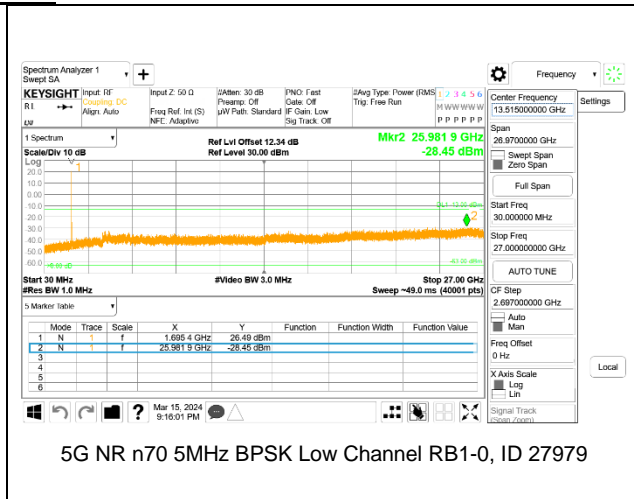 Spectrum Analyzer 1
Swept SA
+
Frequency
KEYSIGHT
Input: RF
Coupling: DC
Align: Auto
Input Z: 50 Ω
Freq Ref: Int (S)
NFE: Adaptive
#Atten: 30 dB
Preamp: Off
µW Path: Standard
PNO: Fast
Gate: Off
IF Gain: Low
Sig Track: Off
#Avg Type: Power (RMS
Trig: Free Run
1 2 3 4 5 6
M W W W W W
P P P P P P
Center Frequency
13.515000000 GHz
Settings
Span
26.9700000 GHz
Swept Span
Zero Span
Full Span
Start Freq
30.000000 MHz
Stop Freq
27.000000000 GHz
AUTO TUNE
CF Step
2.697000000 GHz
Auto
Man
Freq Offset
0 Hz
X Axis Scale
Log
Lin
Local
Signal Track
(Span Zoom)
1 Spectrum
Scale/Div 10 dB
Ref Lvl Offset 12.34 dB
Ref Level 30.00 dBm
Mkr2 25.981 9 GHz
-28.45 dBm
Log
20.0
10.0
0.00
-10.0
-20.0
-30.0
-40.0
-50.0
-60.0
1
2
Start 30 MHz
#Res BW 1.0 MHz
#Video BW 3.0 MHz
Stop 27.00 GHz
Sweep ~49.0 ms (40001 pts)
5 Marker Table
Mode Trace Scale X Y Function Function Width Function Value
1 N 1 f 1.695 4 GHz 26.49 dBm
2 N 1 f 25.981 9 GHz -28.45 dBm
3
4
5
6
?
Mar 15, 2024
9:16:01 PM
5G NR n70 5MHz BPSK Low Channel RB1-0, ID 27979